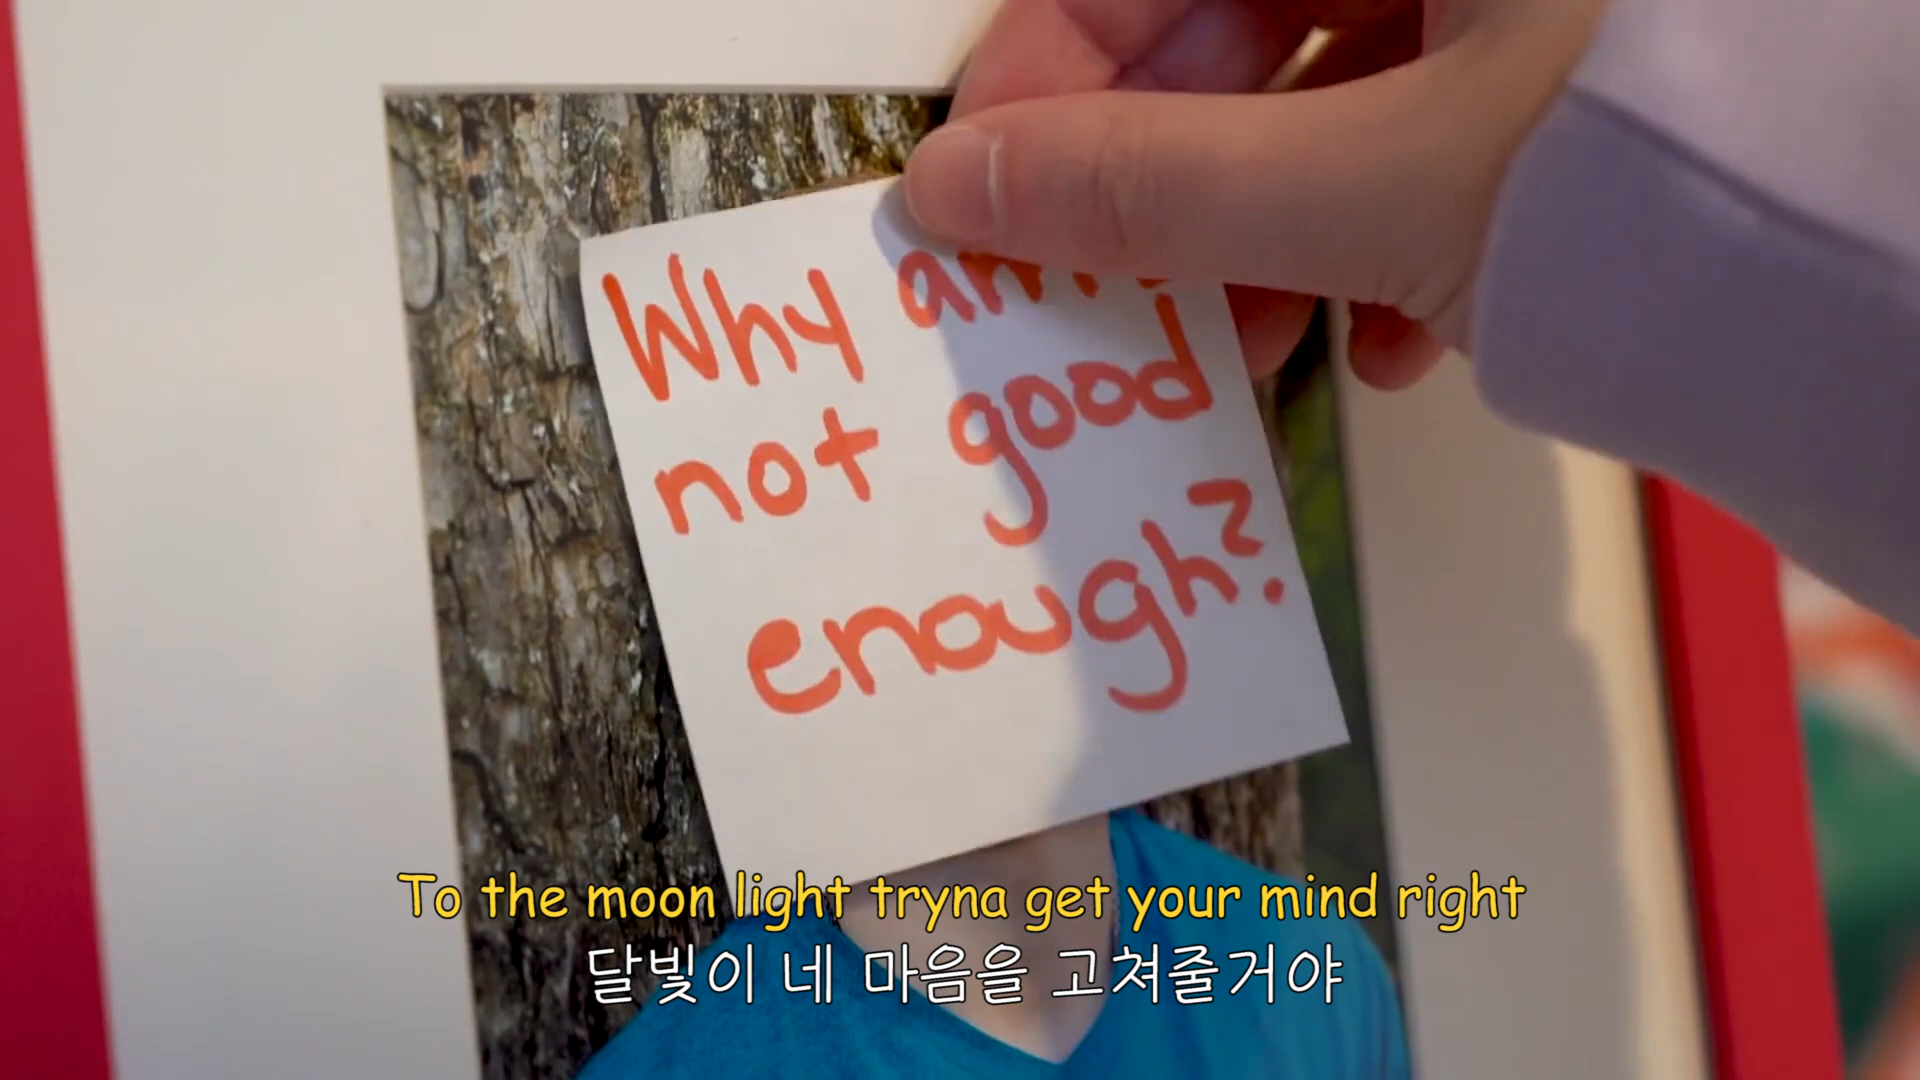 Why am I
not good
enough?
To the moon light tryna get your mind right
달빛이 네 마음을 고쳐줄거야